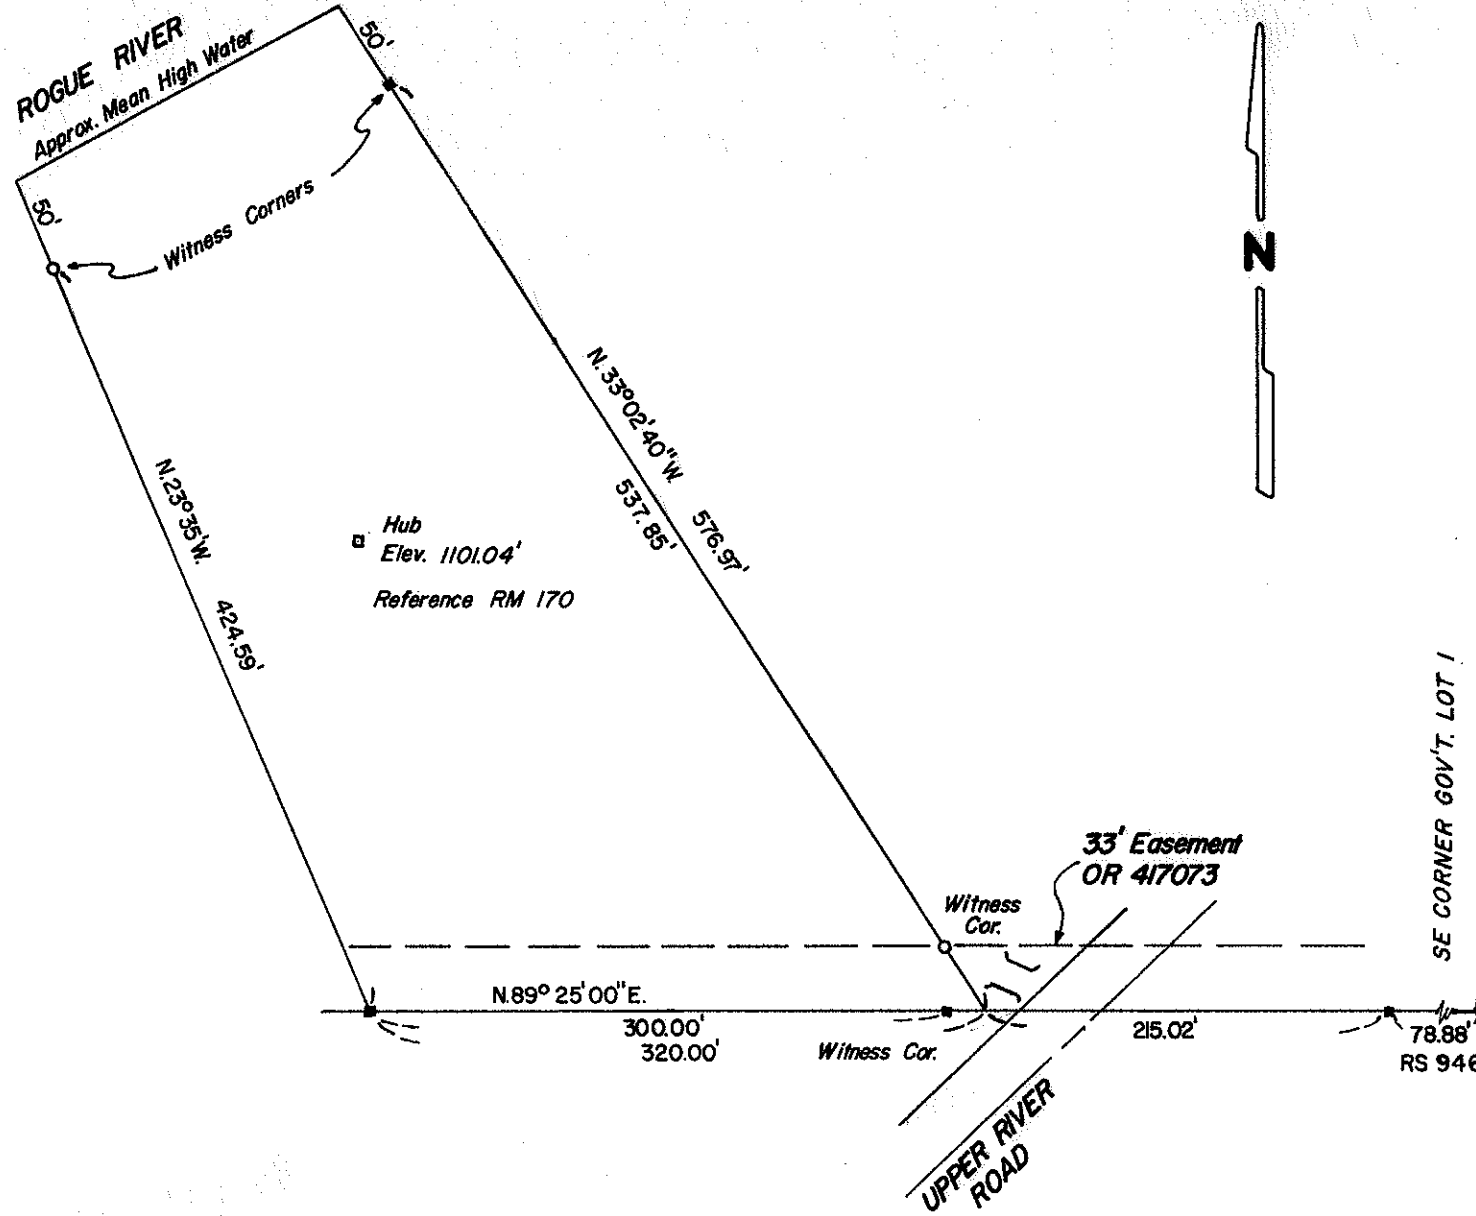 ROGUE RIVER
Approx. Mean High Water
50'
50'
Witness Corners
N
N.33°02'40"W.
537.85'
576.97'
N.23°35'W.
424.59'
Hub
Elev. 1101.04'
Reference RM 170
SE CORNER GOV'T. LOT 1
33' Easement
OR 417073
Witness
Cor.
N.89° 25'00"E.
300.00'
320.00'
Witness Cor.
215.02'
78.88'
RS 946
UPPER RIVER
ROAD